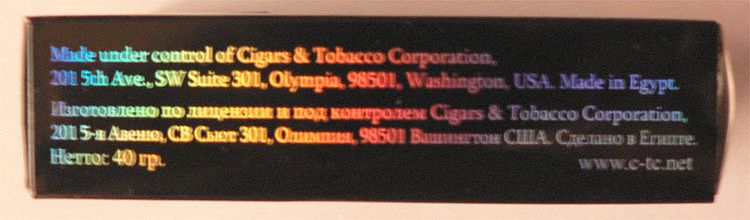 Made under control of Cigars & Tobacco Corporation,
201 5th Ave., SW Suite 301, Olympia, 98501, Washington, USA. Made in Egypt.
Изготовлено по лицензии и под контролем Cigars & Tobacco Corporation,
201 5-я Авеню, СВ Сьют 301, Олимпия, 98501 Вашингтон США. Сделано в Египте.
Нетто: 40 гр.
www.c-tc.net